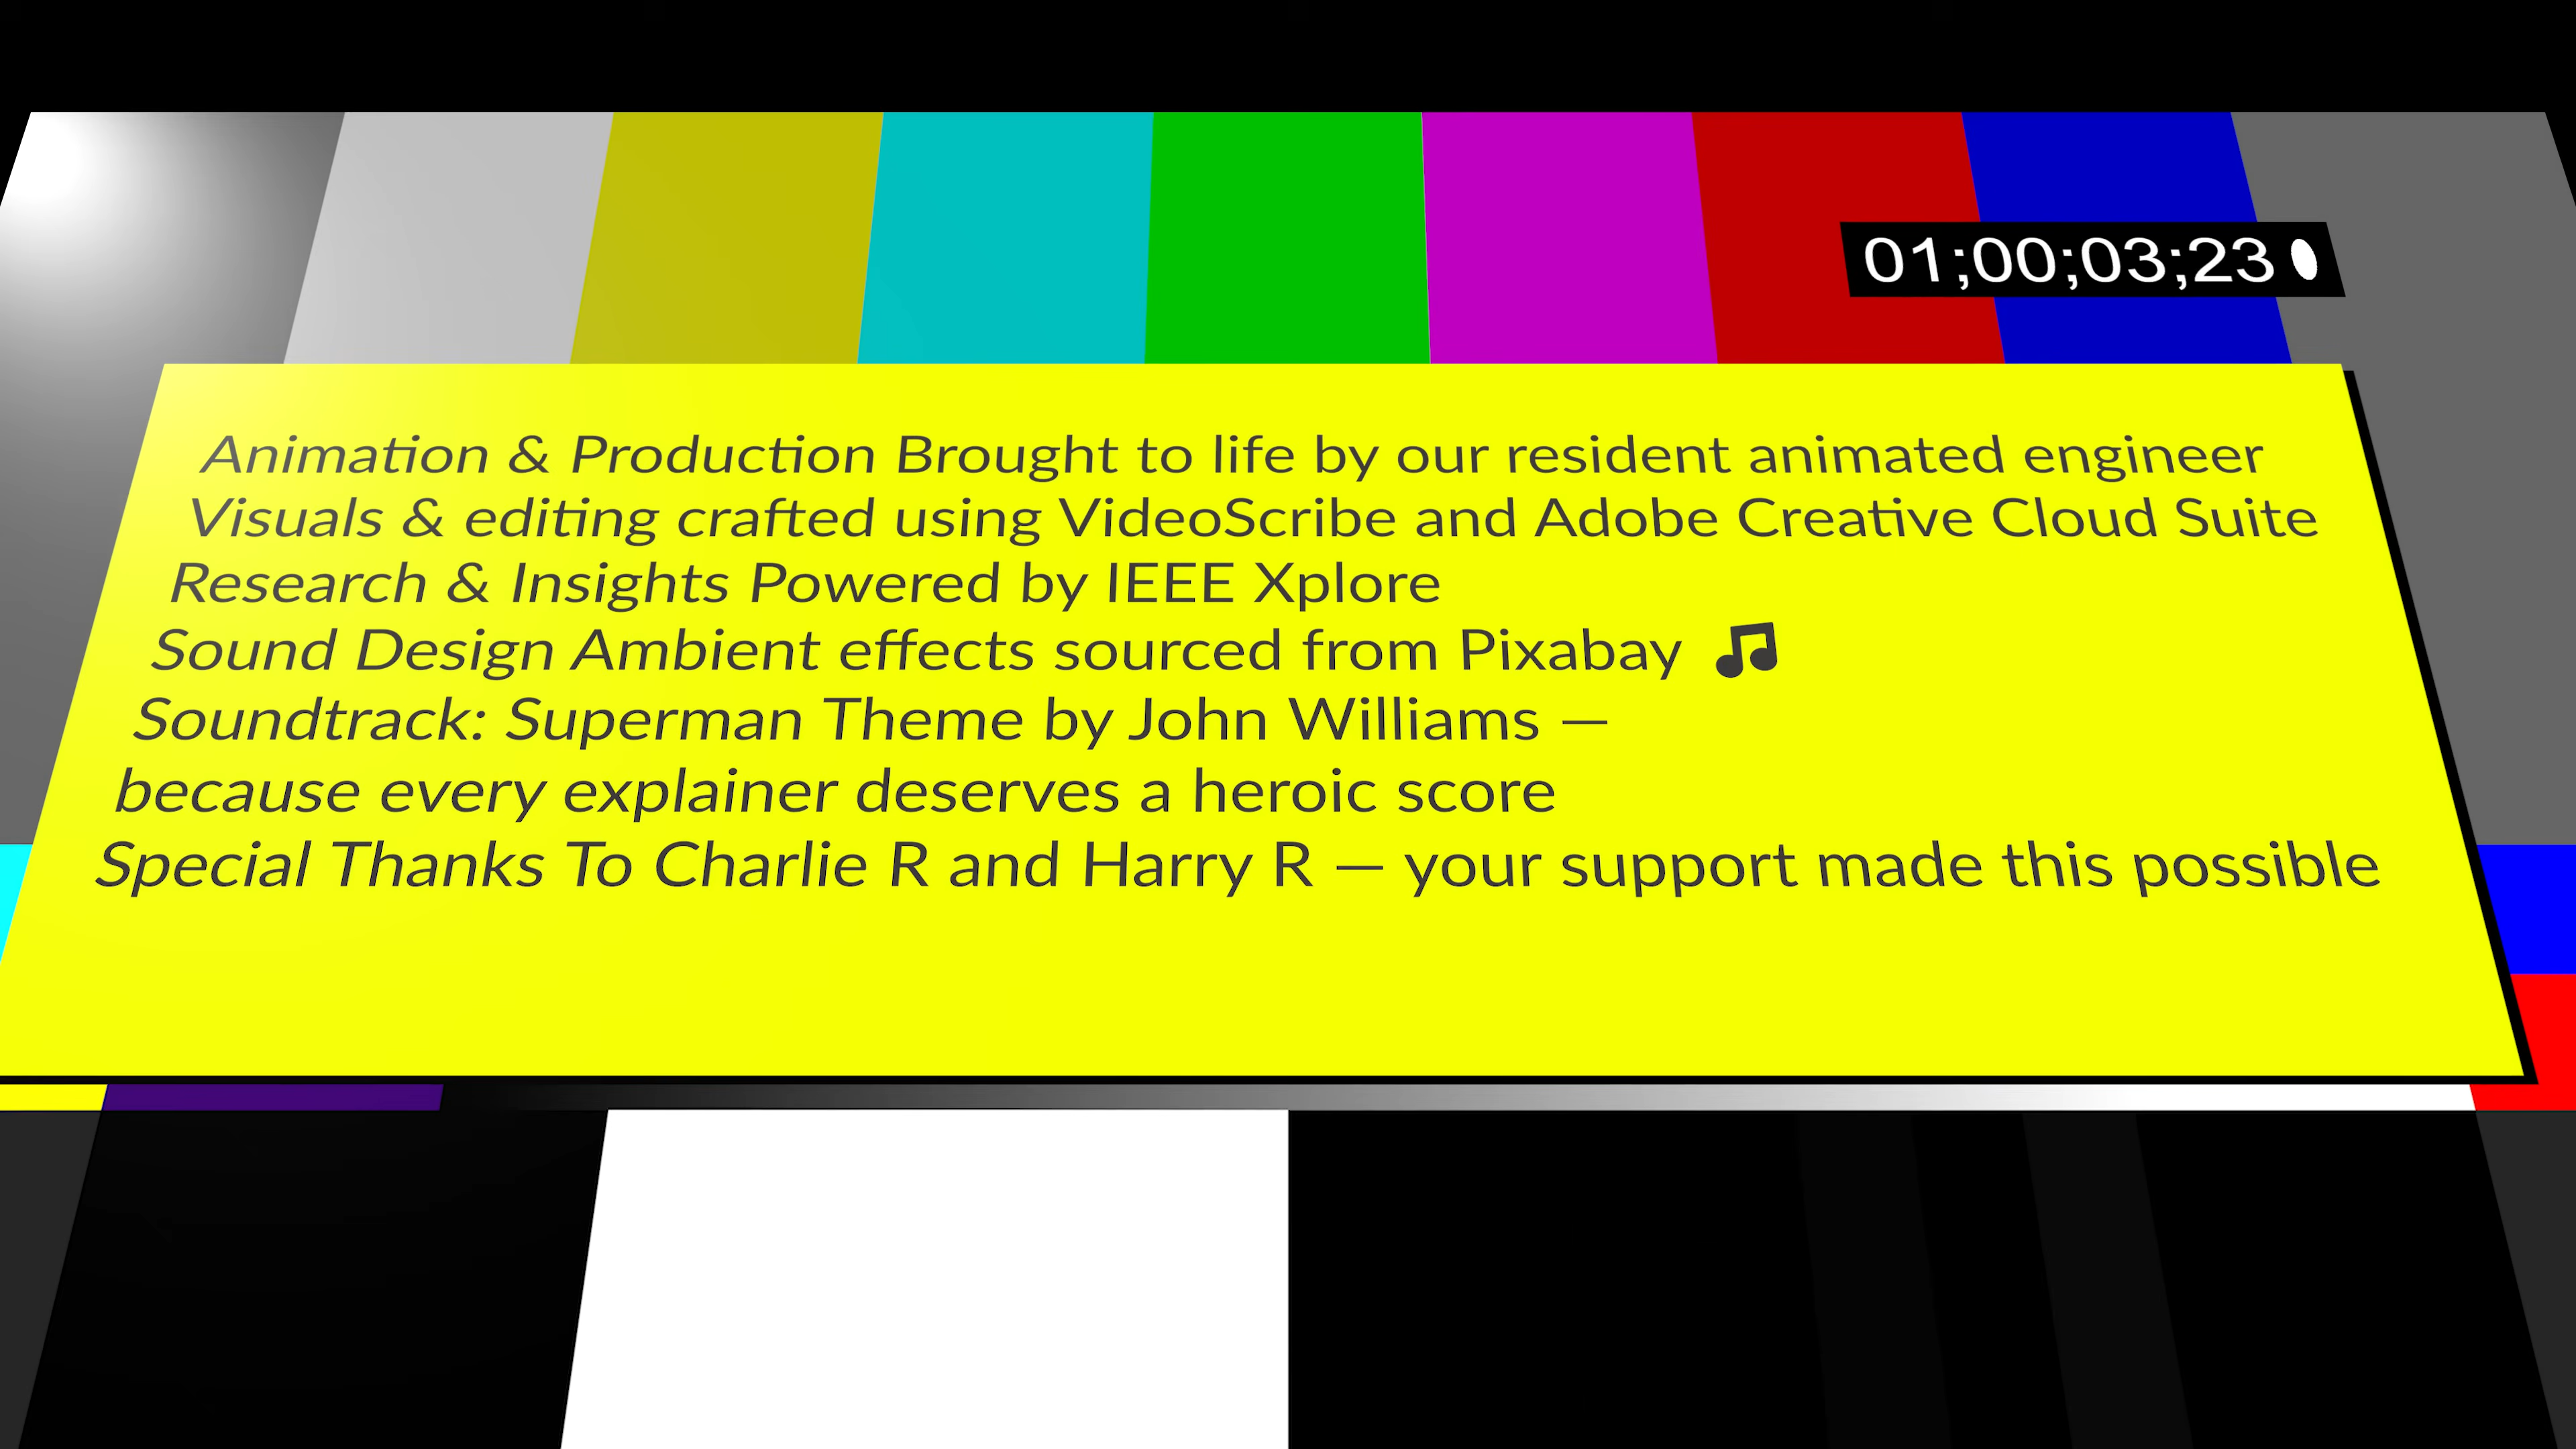 01;00;03;23
Animation & Production Brought to life by our resident animated engineer
Visuals & editing crafted using VideoScribe and Adobe Creative Cloud Suite
Research & Insights Powered by IEEE Xplore
Sound Design Ambient effects sourced from Pixabay 🎵
Soundtrack: Superman Theme by John Williams —
because every explainer deserves a heroic score
Special Thanks To Charlie R and Harry R — your support made this possible